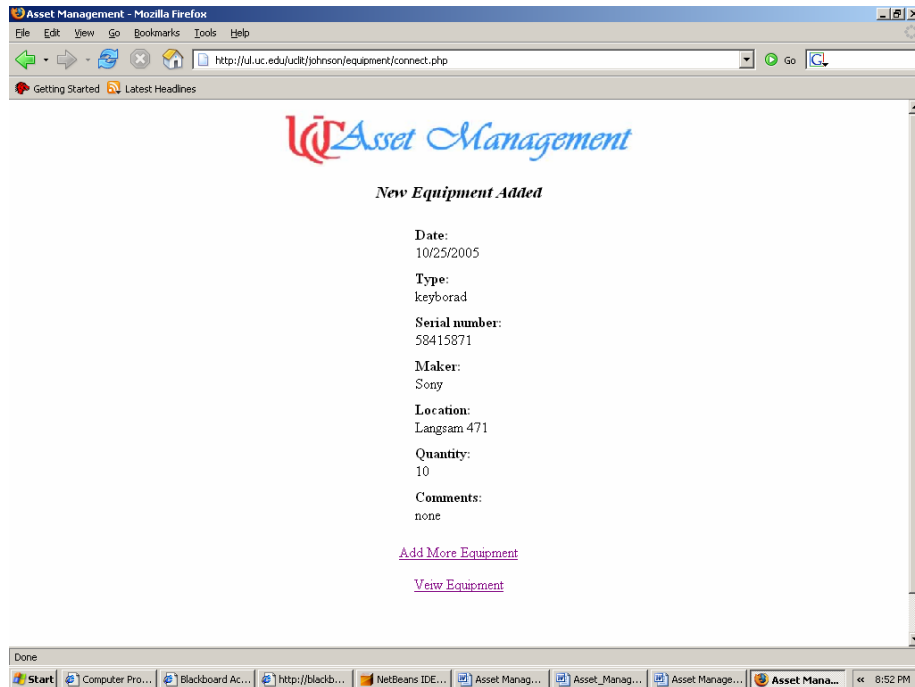 Asset Management - Mozilla Firefox
File Edit View Go Bookmarks Tools Help
http://ul.uc.edu/uclit/johnson/equipment/connect.php Go G
Getting Started Latest Headlines
UC Asset Management
New Equipment Added
Date:
10/25/2005
Type:
keyborad
Serial number:
58415871
Maker:
Sony
Location:
Langsam 471
Quantity:
10
Comments:
none
Add More Equipment
Veiw Equipment
Done
Start Computer Pro... Blackboard Ac... http://blackb... NetBeans IDE... Asset Manag... Asset_Manag... Asset Manage... Asset Mana... « 8:52 PM